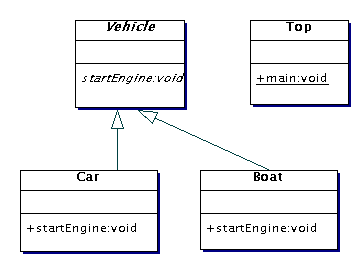 Vehicle
Top
startEngine:void
+main:void
Car
Boat
+startEngine:void
+startEngine:void